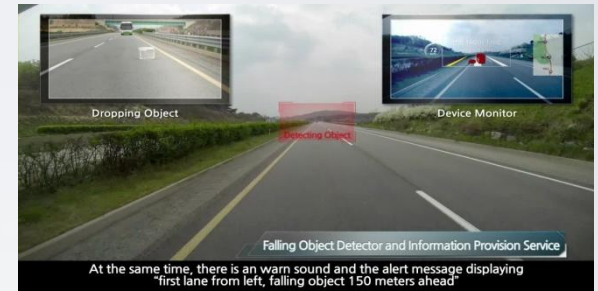 Dropping Object
Device Monitor
72
Detecting Object
Falling Object Detector and Information Provision Service
At the same time, there is an warn sound and the alert message displaying
"first lane from left, falling object 150 meters ahead"